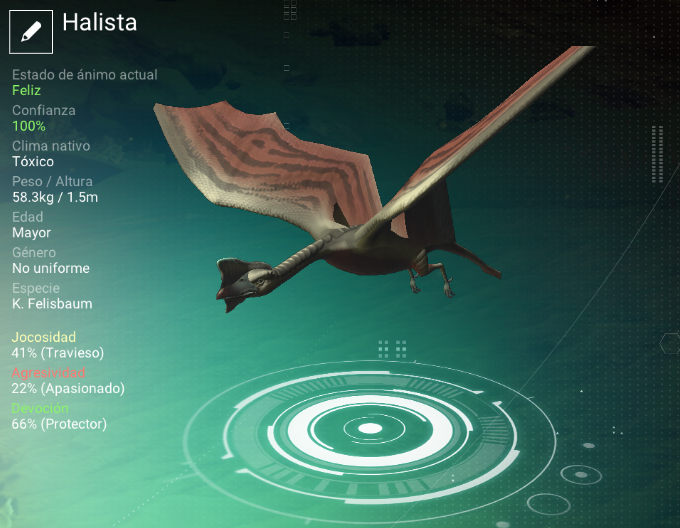 Halista
Estado de ánimo actual
Feliz
Confianza
100%
Clima nativo
Tóxico
Peso / Altura
58.3kg / 1.5m
Edad
Mayor
Género
No uniforme
Especie
K. Felisbaum
Jocosidad
41% (Travieso)
Agresividad
22% (Apasionado)
Devoción
66% (Protector)